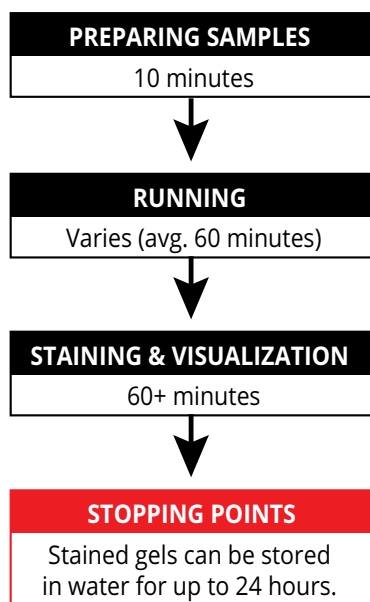 PREPARING SAMPLES
10 minutes
RUNNING
Varies (avg. 60 minutes)
STAINING & VISUALIZATION
60+ minutes
STOPPING POINTS
Stained gels can be stored
in water for up to 24 hours.